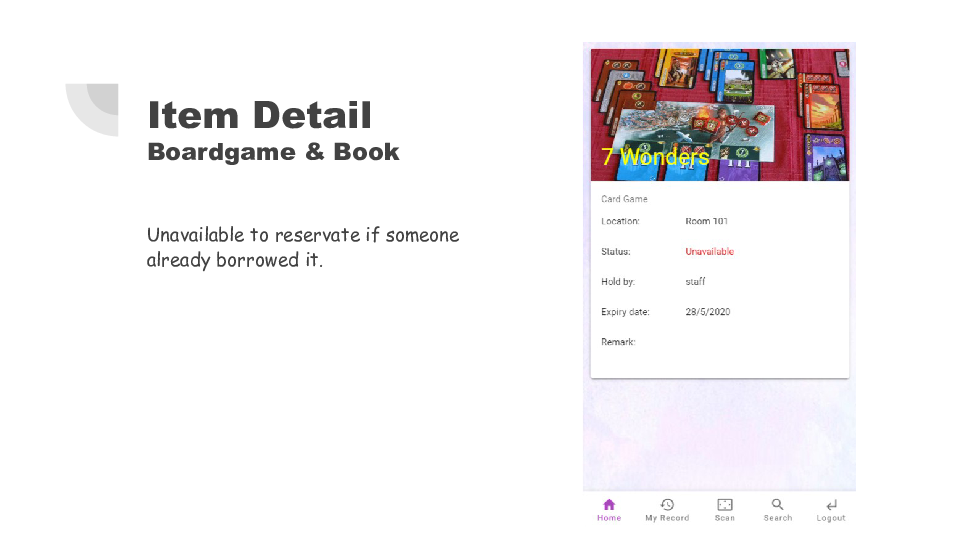 Item Detail
Boardgame & Book
Unavailable to reservate if someone
already borrowed it.
7 Wonders
Card Game
Location: Room 101
Status: Unavailable
Hold by: staff
Expiry date: 28/5/2020
Remark:
Home My Record Scan Search Logout